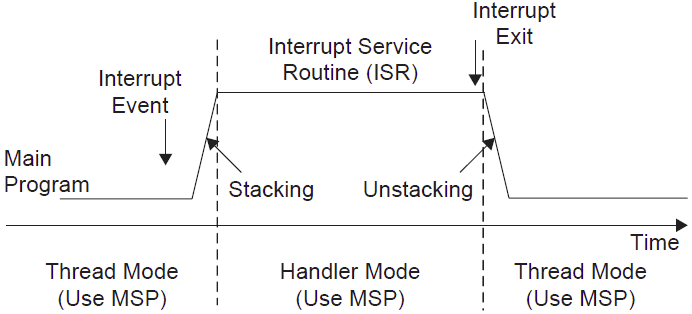 Interrupt
Exit
Interrupt Service
Routine (ISR)
Interrupt
Event
Main
Program
Stacking
Unstacking
Time
Thread Mode
(Use MSP)
Handler Mode
(Use MSP)
Thread Mode
(Use MSP)